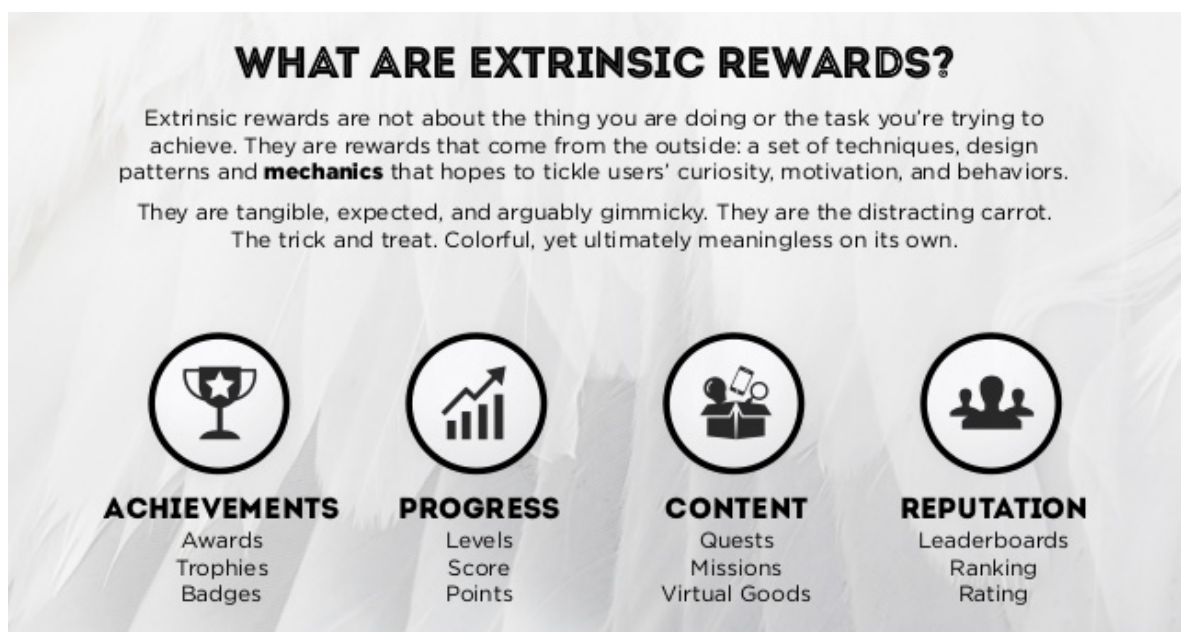 WHAT ARE EXTRINSIC REWARDS?
Extrinsic rewards are not about the thing you are doing or the task you're trying to
achieve. They are rewards that come from the outside: a set of techniques, design
patterns and mechanics that hopes to tickle users' curiosity, motivation, and behaviors.
They are tangible, expected, and arguably gimmicky. They are the distracting carrot.
The trick and treat. Colorful, yet ultimately meaningless on its own.
ACHIEVEMENTS
Awards
Trophies
Badges
PROGRESS
Levels
Score
Points
CONTENT
Quests
Missions
Virtual Goods
REPUTATION
Leaderboards
Ranking
Rating